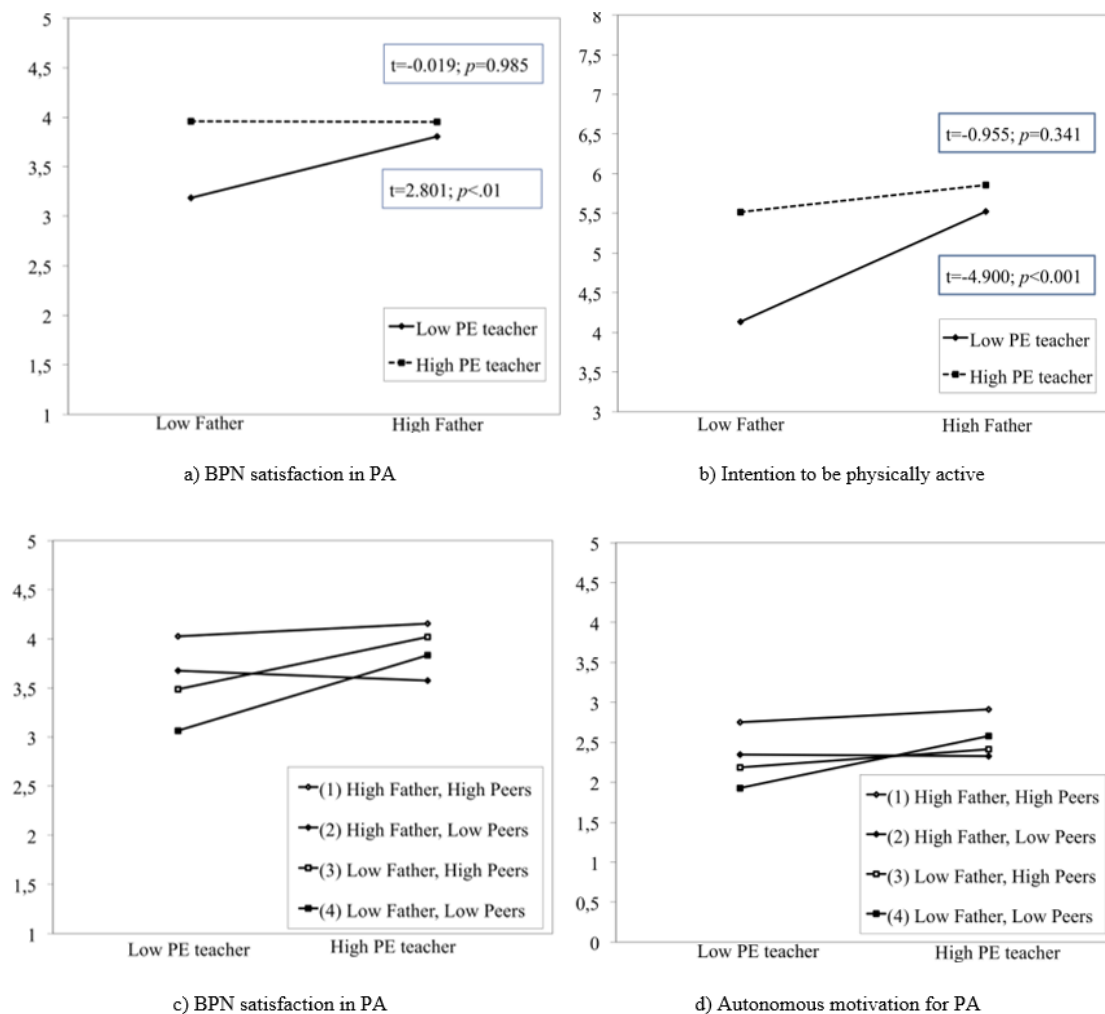 5
4,5
4
3,5
3
2,5
2
1,5
1
t=-0.019; p=0.985
t=2.801; p<.01
Low PE teacher
High PE teacher
Low Father
High Father
a) BPN satisfaction in PA
8
7,5
7
6,5
6
5,5
5
4,5
4
3,5
3
t=-0.955; p=0.341
t=-4.900; p<0.001
Low PE teacher
High PE teacher
Low Father
High Father
b) Intention to be physically active
5
4,5
4
3,5
3
2,5
2
1,5
1
(1) High Father, High Peers
(2) High Father, Low Peers
(3) Low Father, High Peers
(4) Low Father, Low Peers
Low PE teacher
High PE teacher
c) BPN satisfaction in PA
5
4,5
4
3,5
3
2,5
2
1,5
1
0,5
0
(1) High Father, High Peers
(2) High Father, Low Peers
(3) Low Father, High Peers
(4) Low Father, Low Peers
Low PE teacher
High PE teacher
d) Autonomous motivation for PA